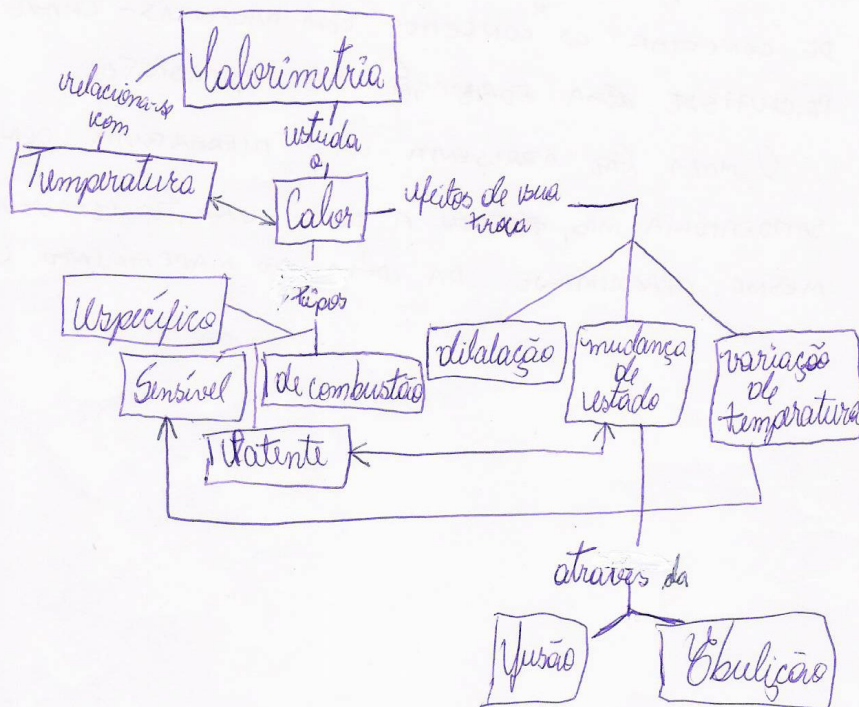 Calorimetria
relaciona-se
com
estuda
o
Temperatura
Calor
efeitos de sua
troca
tipos
Específico
Sensível
de combustão
Latente
dilatação
mudança
de
estado
variação
de
temperatura
através da
Fusão
Ebulição